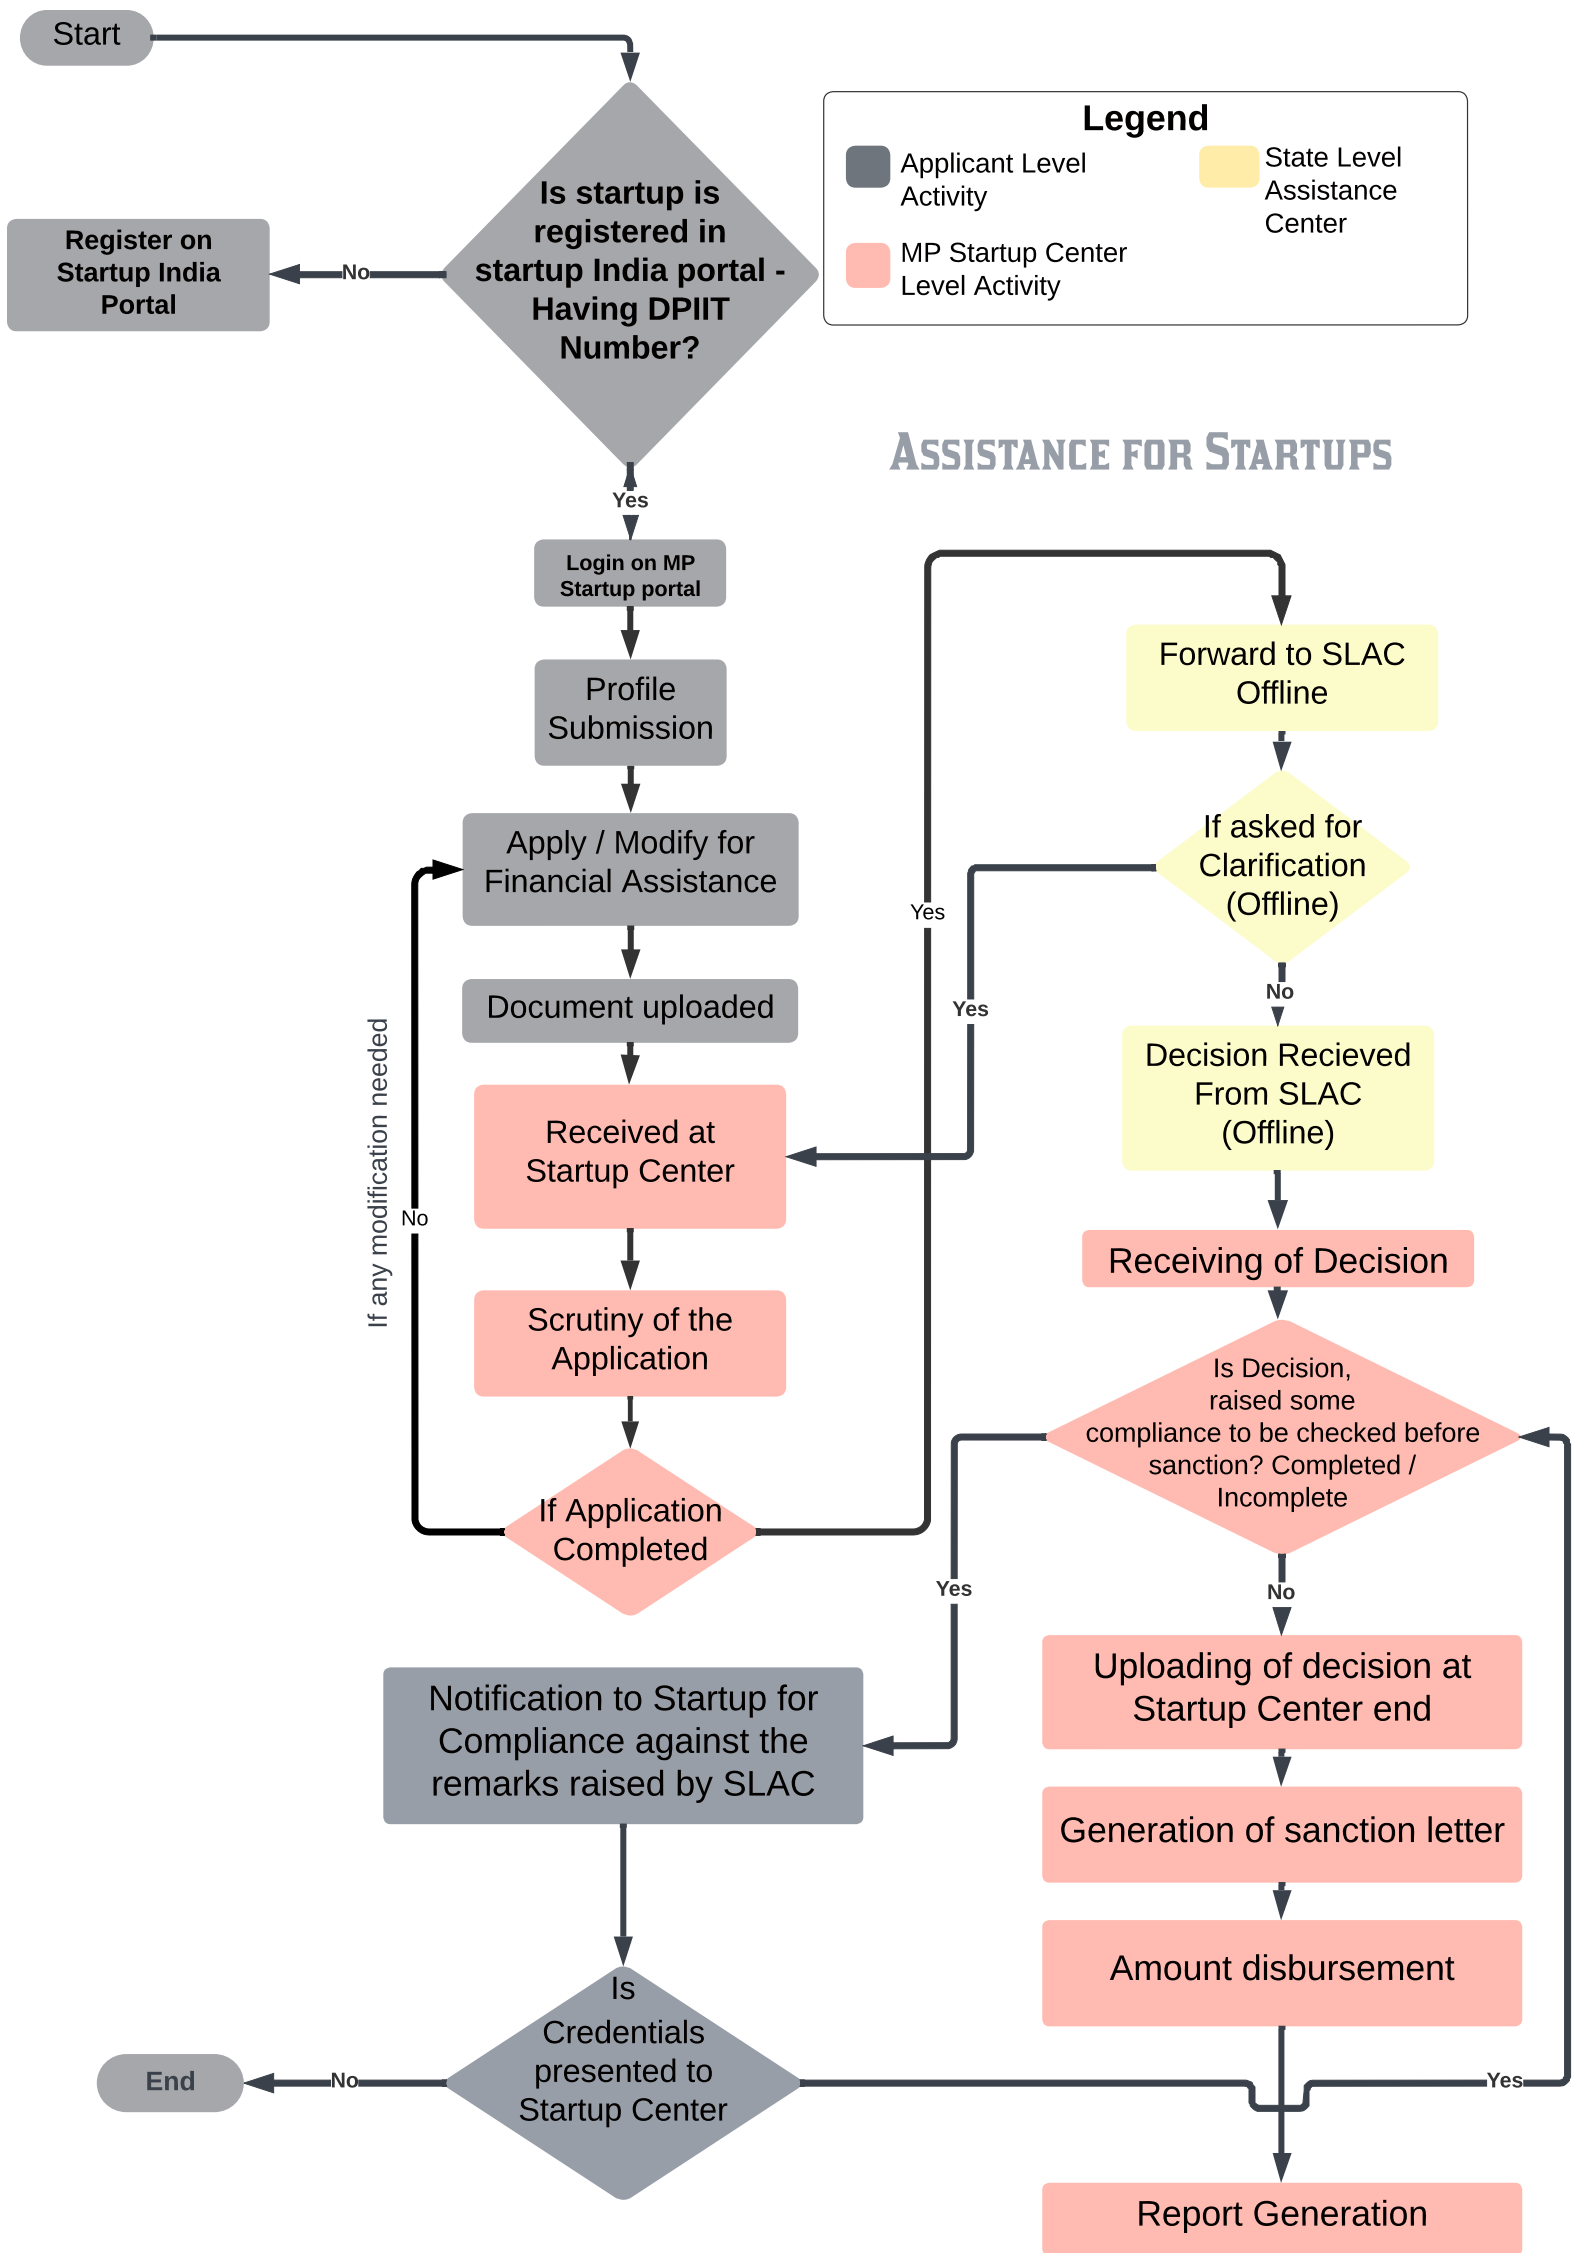 Start
Legend
Applicant Level
Activity
State Level
Assistance
Center
MP Startup Center
Level Activity
Is startup is
registered in
startup India portal -
Having DPIIT
Number?
No
Register on
Startup India
Portal
Assistance for Startups
Yes
Login on MP
Startup portal
Profile
Submission
Apply / Modify for
Financial Assistance
Document uploaded
Received at
Startup Center
Scrutiny of the
Application
If Application
Completed
No
If any modification needed
Yes
Forward to SLAC
Offline
If asked for
Clarification
(Offline)
Yes
No
Decision Recieved
From SLAC
(Offline)
Receiving of Decision
Is Decision,
raised some
compliance to be checked before
sanction? Completed /
Incomplete
Yes
No
Notification to Startup for
Compliance against the
remarks raised by SLAC
Uploading of decision at
Startup Center end
Generation of sanction letter
Amount disbursement
Is
Credentials
presented to
Startup Center
No
End
Yes
Report Generation